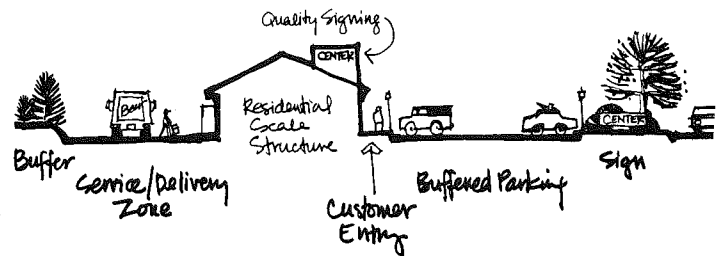 Quality Signing
CENTER
Residential
Scale
Structure
CENTER
Buffer
Service/Delivery
Zone
Customer
Entry
Buffered Parking
Sign